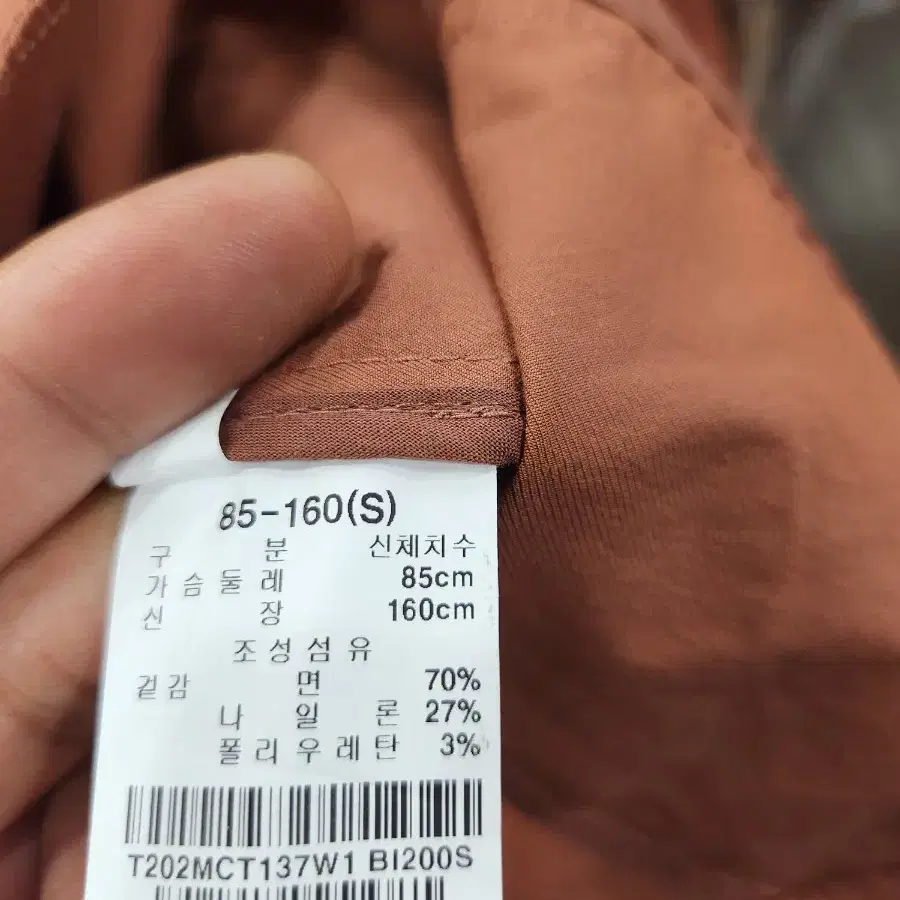 85-160(S)
구 분 신체치수
가슴둘레 85cm
신 장 160cm
조성섬유
겉감 면 70%
나 일 론 27%
폴리우레탄 3%
T202MCT137W1 BI200S